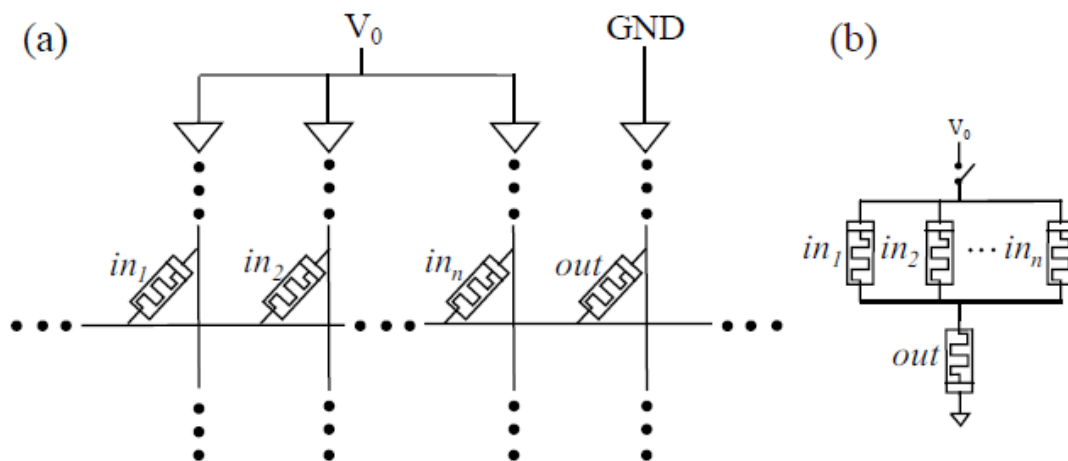 (a)
V₀
GND
(b)
V₀
in₁
in₂
inₙ
out
in₁
in₂
··· inₙ
out